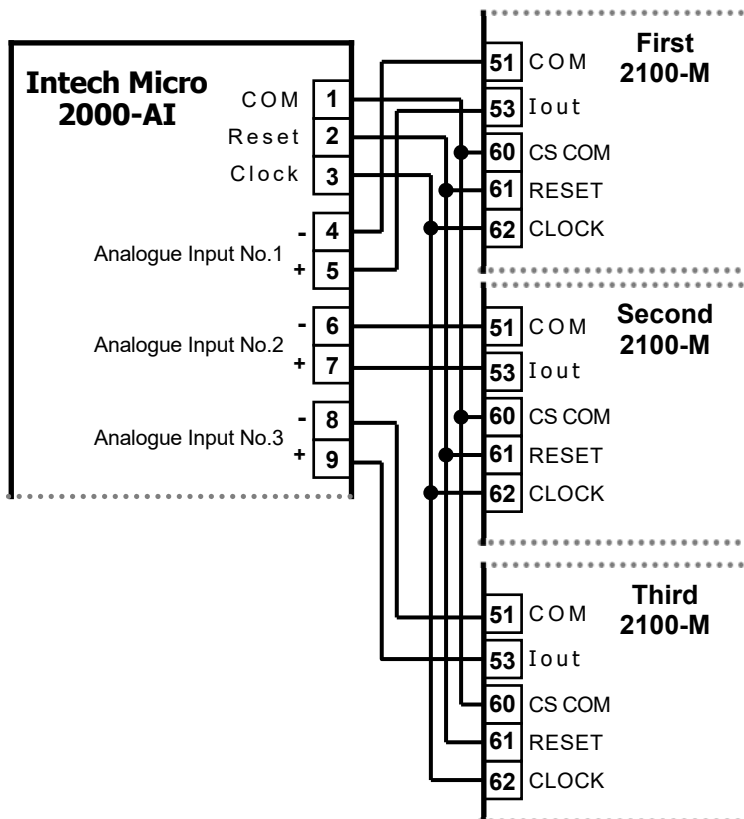 Intech Micro
2000-AI
COM 1
Reset 2
Clock 3
Analogue Input No.1
- 4
+ 5
Analogue Input No.2
- 6
+ 7
Analogue Input No.3
- 8
+ 9
First
2100-M
51 COM
53 Iout
60 CS COM
61 RESET
62 CLOCK
Second
2100-M
51 COM
53 Iout
60 CS COM
61 RESET
62 CLOCK
Third
2100-M
51 COM
53 Iout
60 CS COM
61 RESET
62 CLOCK